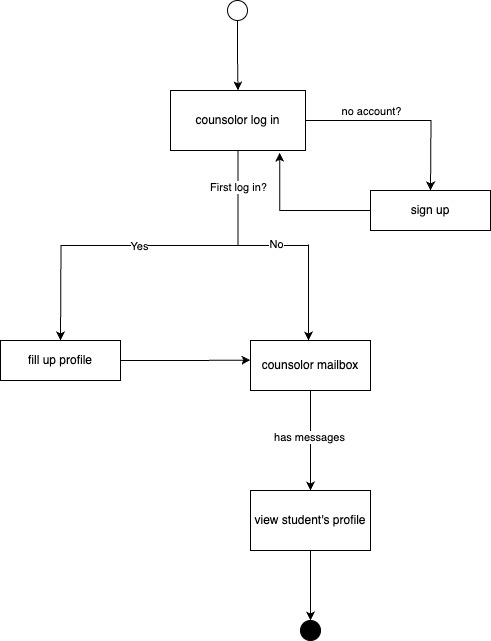 counsolor log in
no account?
First log in?
sign up
Yes
No
fill up profile
counsolor mailbox
has messages
view student's profile